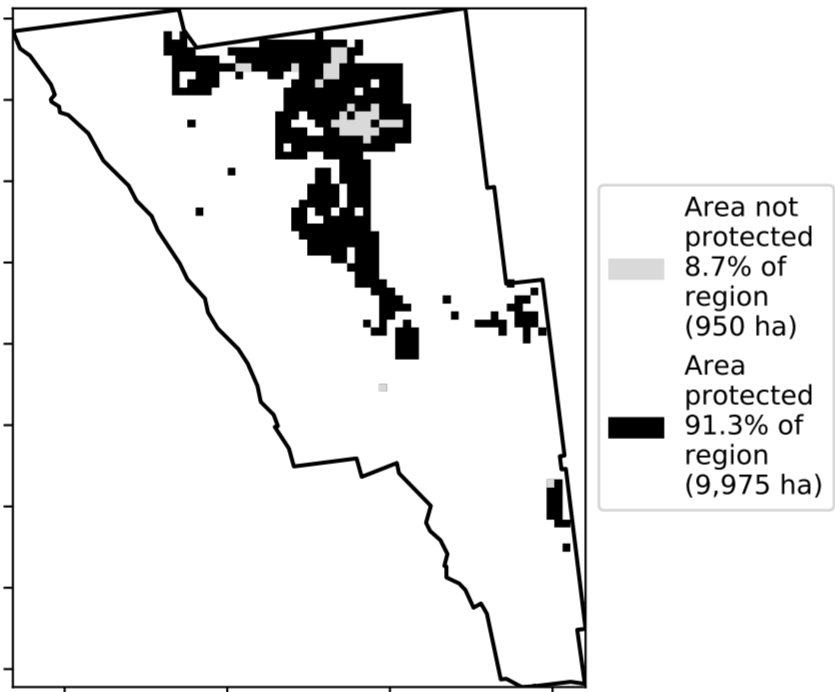 Area not
protected
8.7% of
region
(950 ha)
Area
protected
91.3% of
region
(9,975 ha)